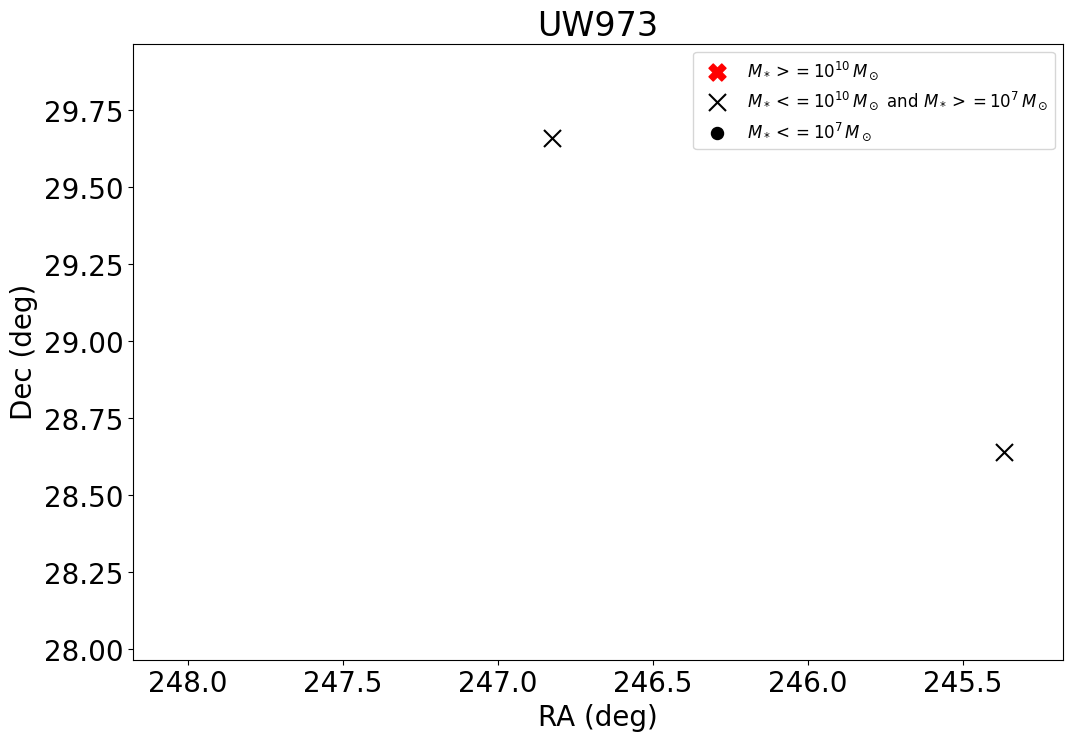 UW973
M* >= 10^10 M⊙
M* <= 10^10 M⊙ and M* >= 10^7 M⊙
M* <= 10^7 M⊙
29.75
29.50
29.25
29.00
28.75
28.50
28.25
28.00
Dec (deg)
248.0 247.5 247.0 246.5 246.0 245.5
RA (deg)